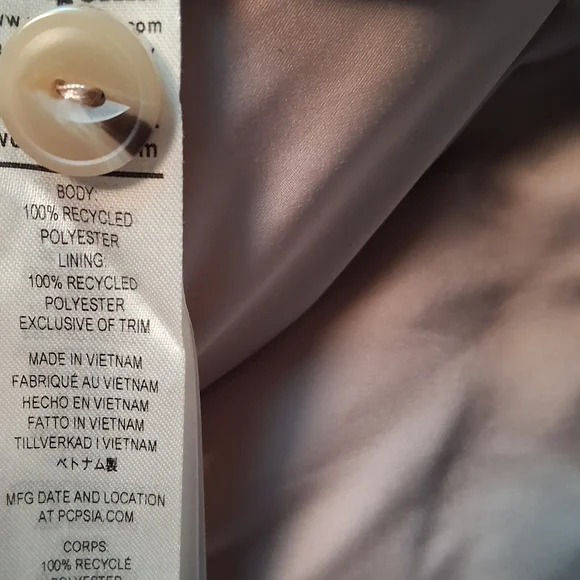 BODY:
100% RECYCLED
POLYESTER
LINING
100% RECYCLED
POLYESTER
EXCLUSIVE OF TRIM
MADE IN VIETNAM
FABRIQUÉ AU VIETNAM
HECHO EN VIETNAM
FATTO IN VIETNAM
TILLVERKAD I VIETNAM
ベトナム製
MFG DATE AND LOCATION
AT PCPSIA.COM
CORPS:
100% RECYCLÉ
POLYESTER